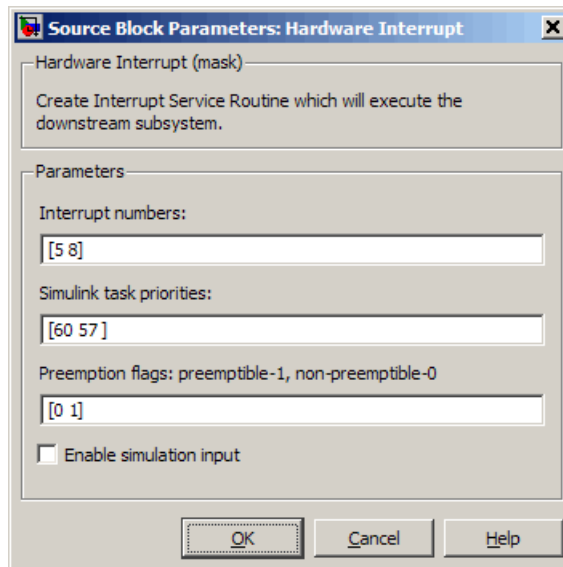 Source Block Parameters: Hardware Interrupt
Hardware Interrupt (mask)
Create Interrupt Service Routine which will execute the
downstream subsystem.
Parameters
Interrupt numbers:
[5 8]
Simulink task priorities:
[60 57 ]
Preemption flags: preemptible-1, non-preemptible-0
[0 1]
Enable simulation input
OK Cancel Help